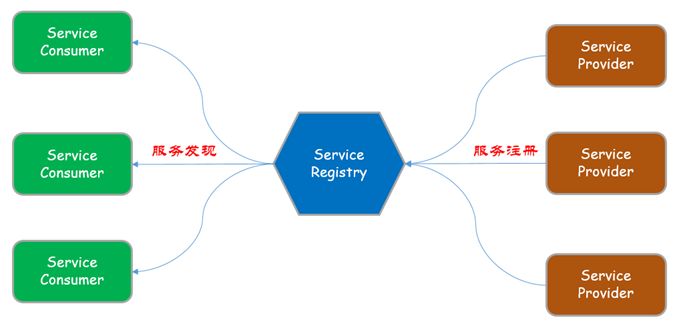 Service
Consumer
Service
Provider
服务发现
服务注册
Service
Consumer
Service
Registry
Service
Provider
Service
Consumer
Service
Provider